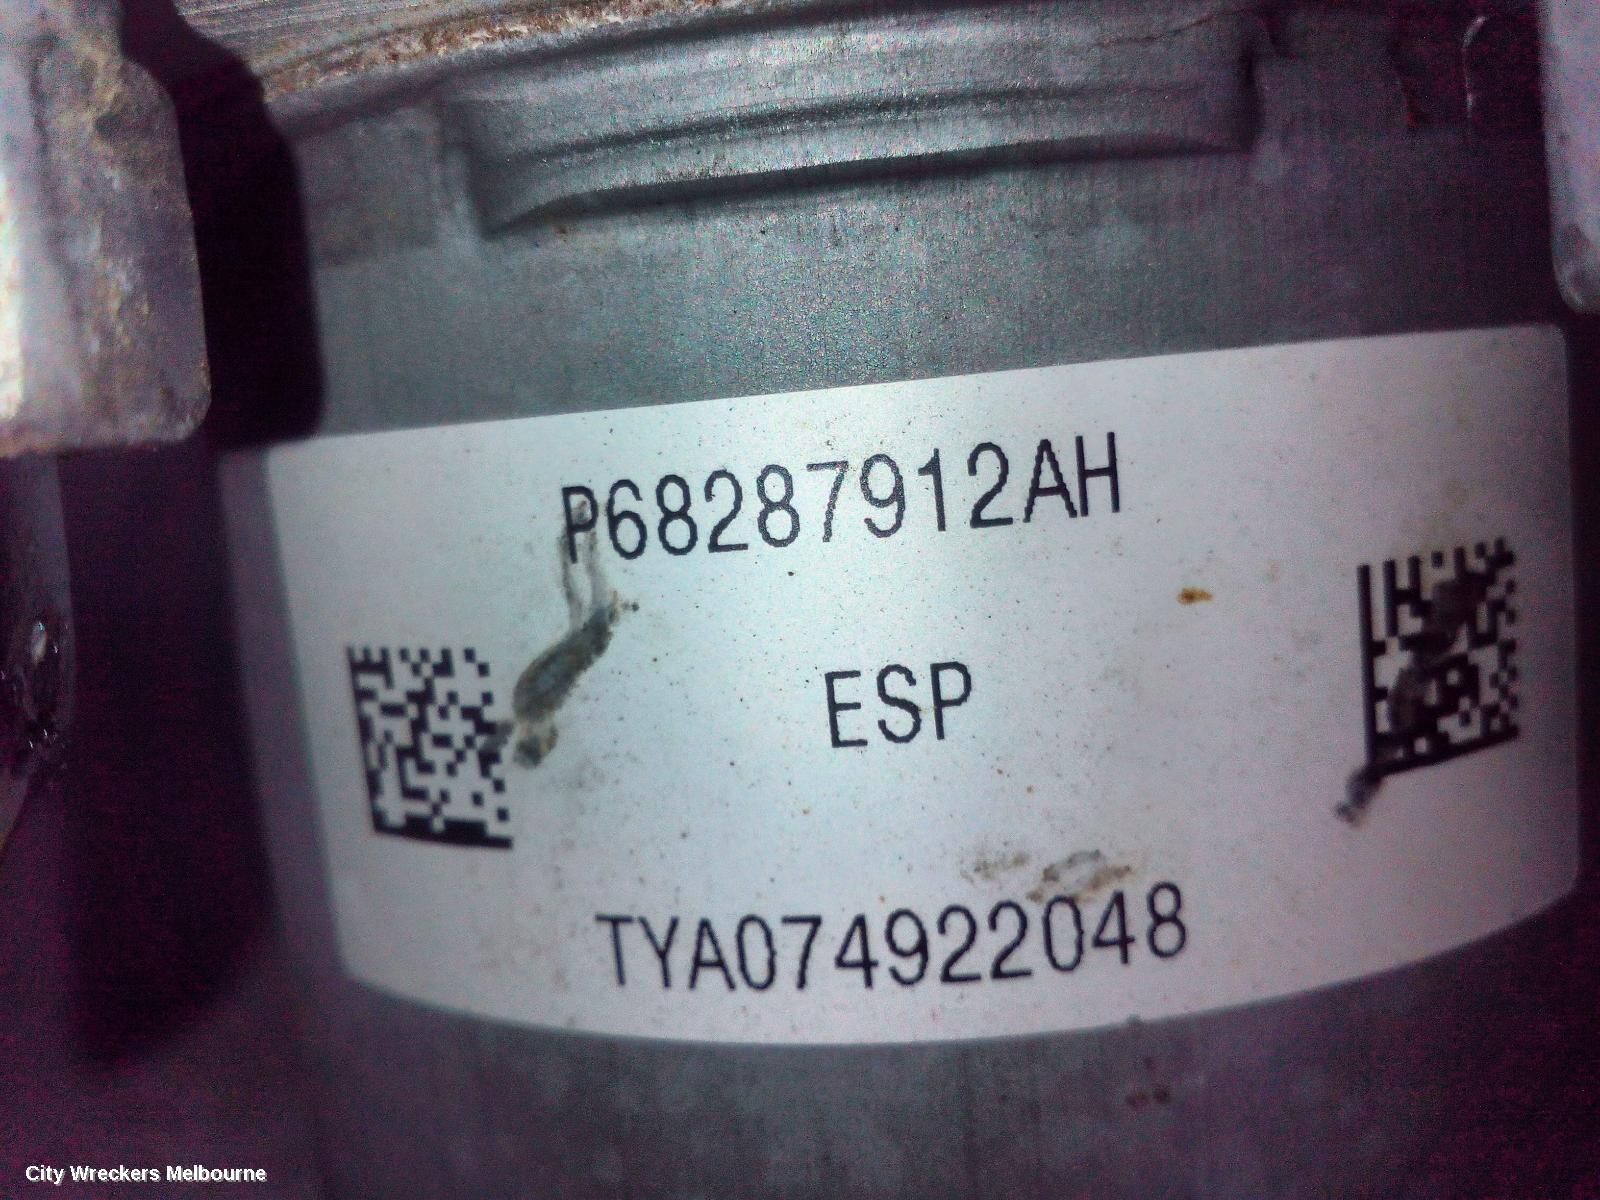 P68287912AH
ESP
TYA074922048
City Wreckers Melbourne